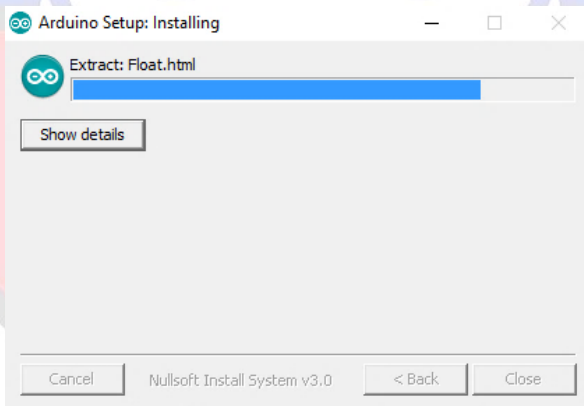 Arduino Setup: Installing
Extract: Float.html
Show details
Cancel
Nullsoft Install System v3.0
< Back
Close